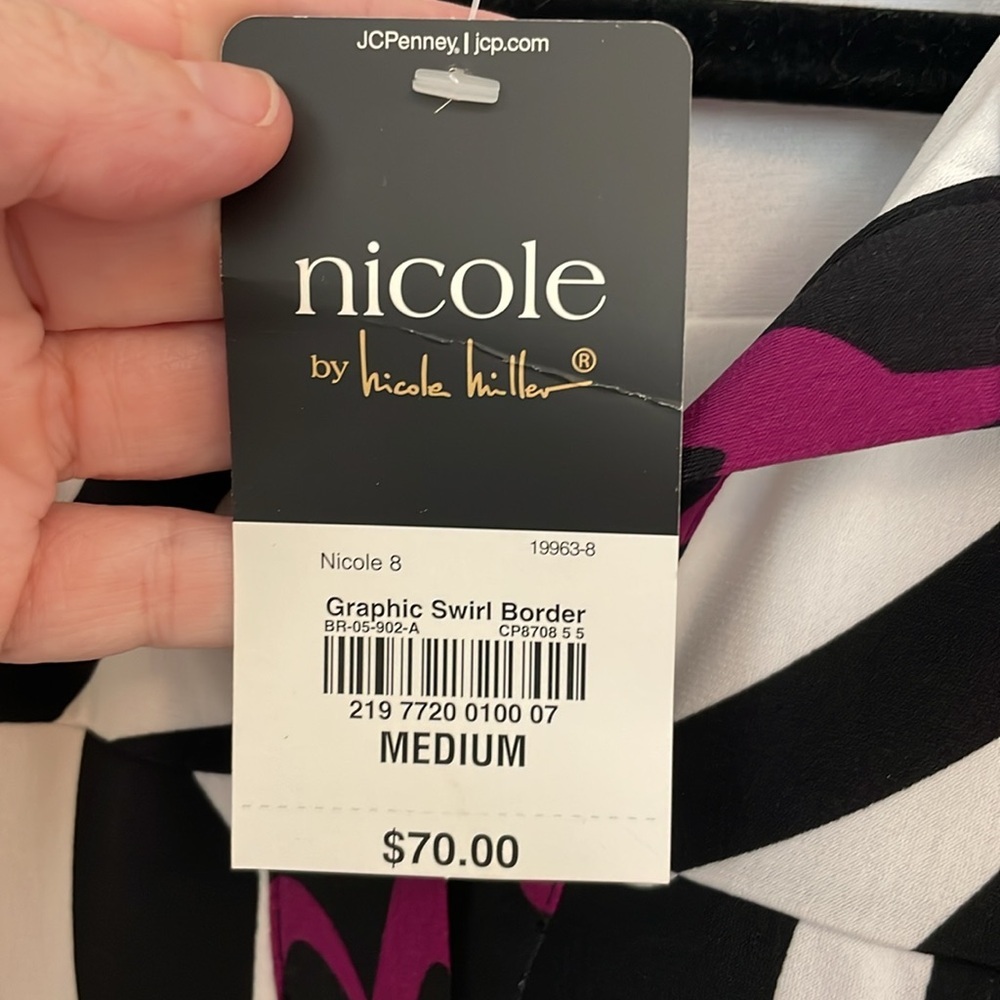 JCPenney. | jcp.com
nicole
by nicole miller®
19963-8
Nicole 8
Graphic Swirl Border
BR-05-902-A CP8708 5 5
219 7720 0100 07
MEDIUM
$70.00